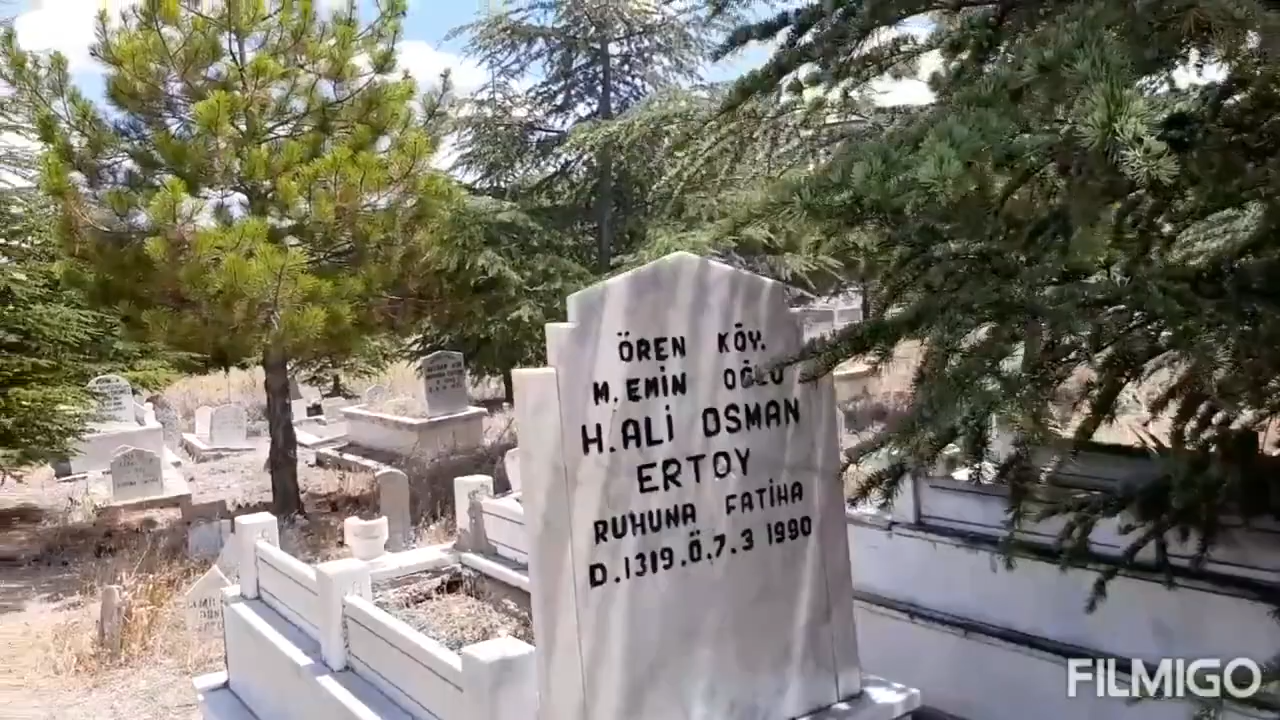 ÖREN KÖY.
M. EMİN OĞLU
H. ALİ OSMAN
ERTOY
RUHUNA FATİHA
D.1319.Ö.7.3 1990
FILMIGO